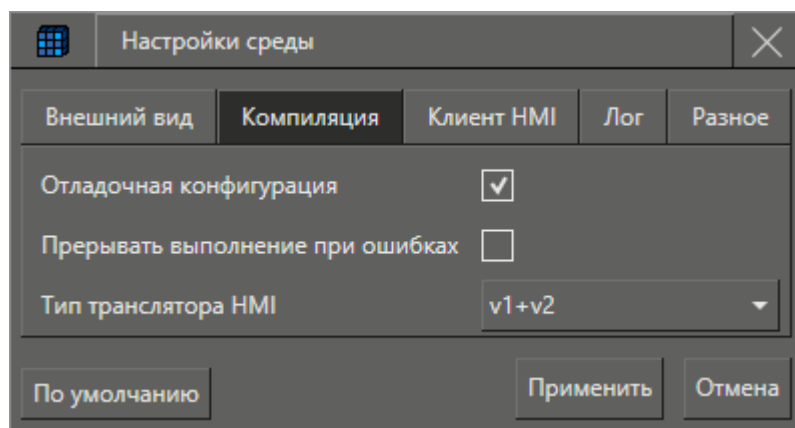 Настройки среды
Внешний вид Компиляция Клиент HMI Лог Разное
Отладочная конфигурация
Прерывать выполнение при ошибках
Тип транслятора HMI v1+v2
По умолчанию Применить Отмена